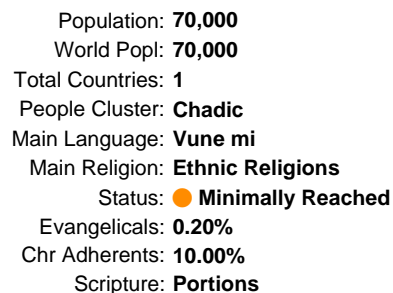 Population: 70,000
World Popl: 70,000
Total Countries: 1
People Cluster: Chadic
Main Language: Vune mi
Main Religion: Ethnic Religions
Status: Minimally Reached
Evangelicals: 0.20%
Chr Adherents: 10.00%
Scripture: Portions